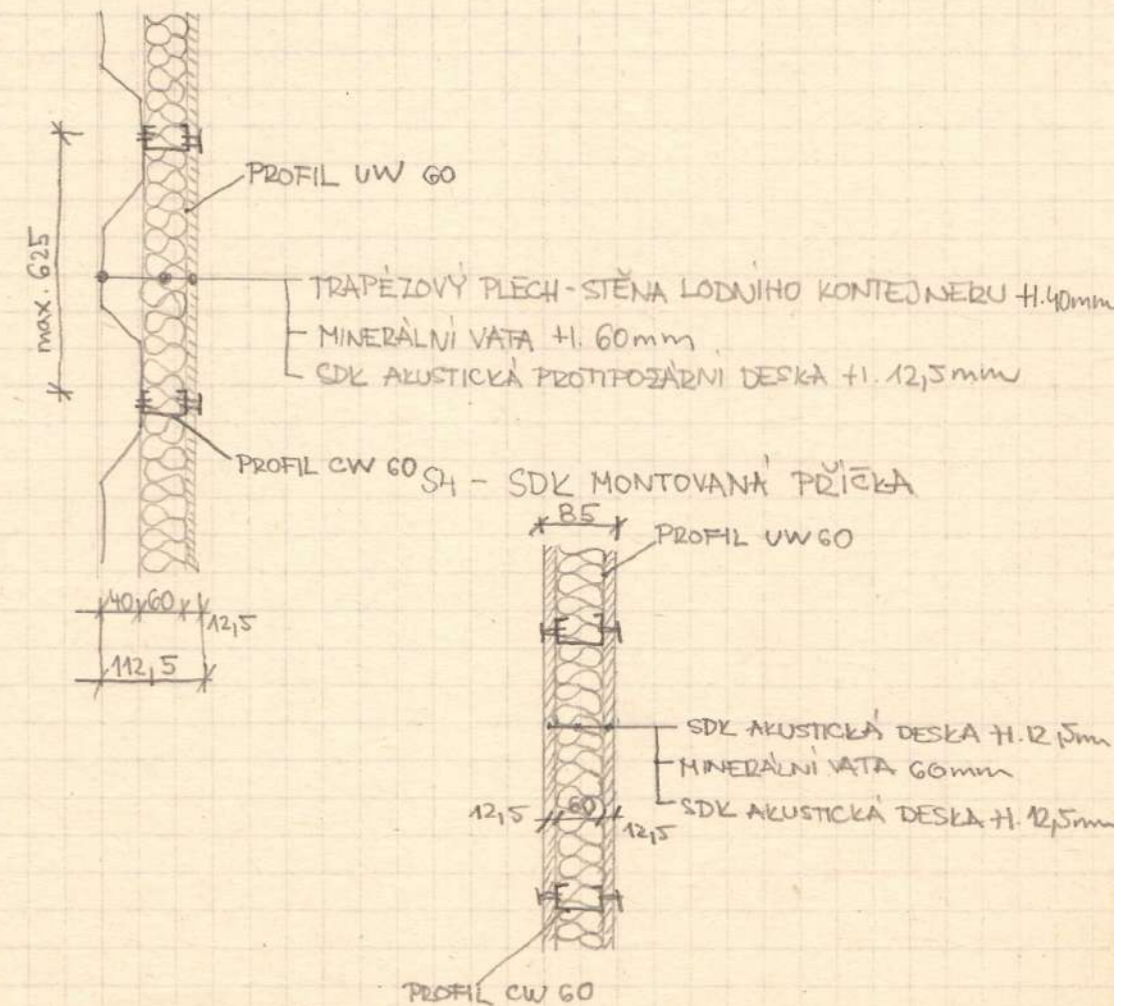 PROFIL UW 60
max. 625
TRAPÉZOVÝ PLECH - STĚNA LODNÍHO KONTEJNERU tl. 40mm
MINERÁLNÍ VATA tl. 60mm
SDK AKUSTICKÁ PROTIPOŽÁRNÍ DESKA tl. 12,5mm
PROFIL CW 60
S4 - SDK MONTOVANÁ PŘÍČKA
85
PROFIL UW 60
40 60 12,5
112,5
SDK AKUSTICKÁ DESKA tl. 12,5mm
MINERÁLNÍ VATA 60mm
SDK AKUSTICKÁ DESKA tl. 12,5mm
12,5 60 12,5
PROFIL CW 60